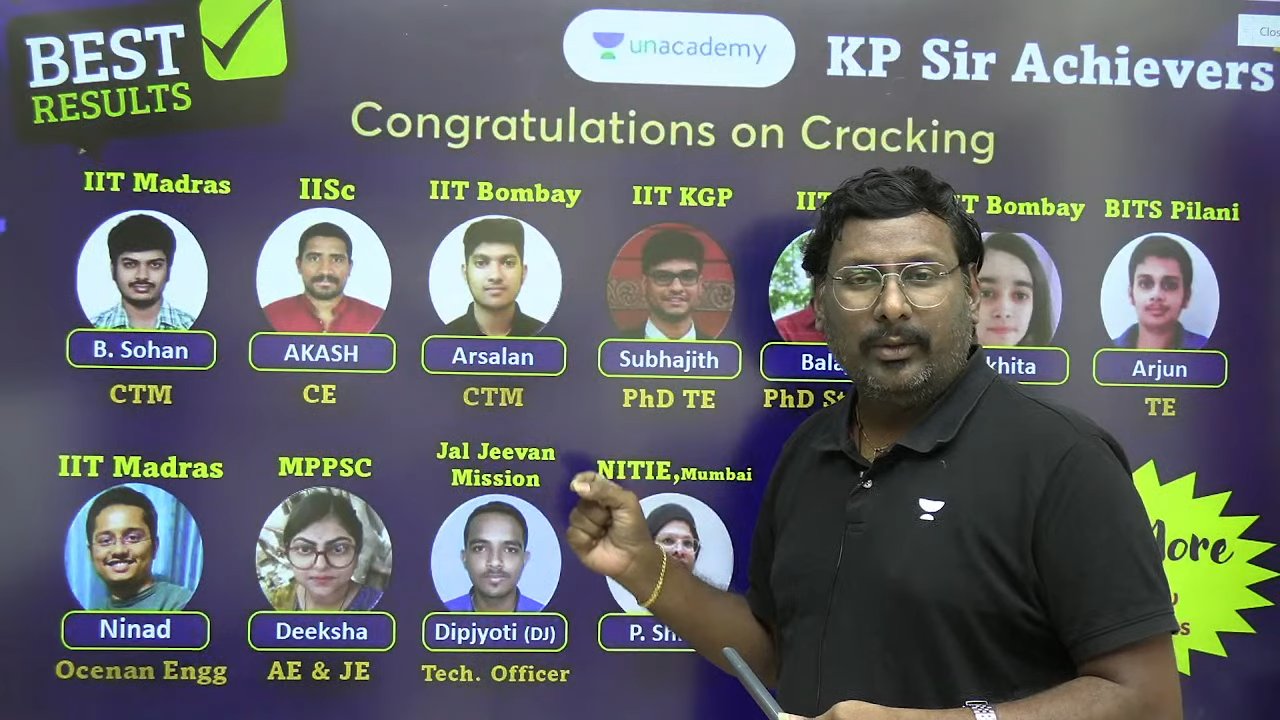 BEST
RESULTS
unacademy
KP Sir Achievers
Congratulations on Cracking
IIT Madras
IISc
IIT Bombay
IIT KGP
Bombay
BITS Pilani
B. Sohan
AKASH
Arsalan
Subhajith
Arjun
CTM
CE
CTM
PhD TE
PhD
TE
IIT Madras
MPPSC
Jal Jeevan
Mission
NITIE, Mumbai
Ninad
Deeksha
Dipjyoti (DJ)
P.
Ocenan Engg
AE & JE
Tech. Officer